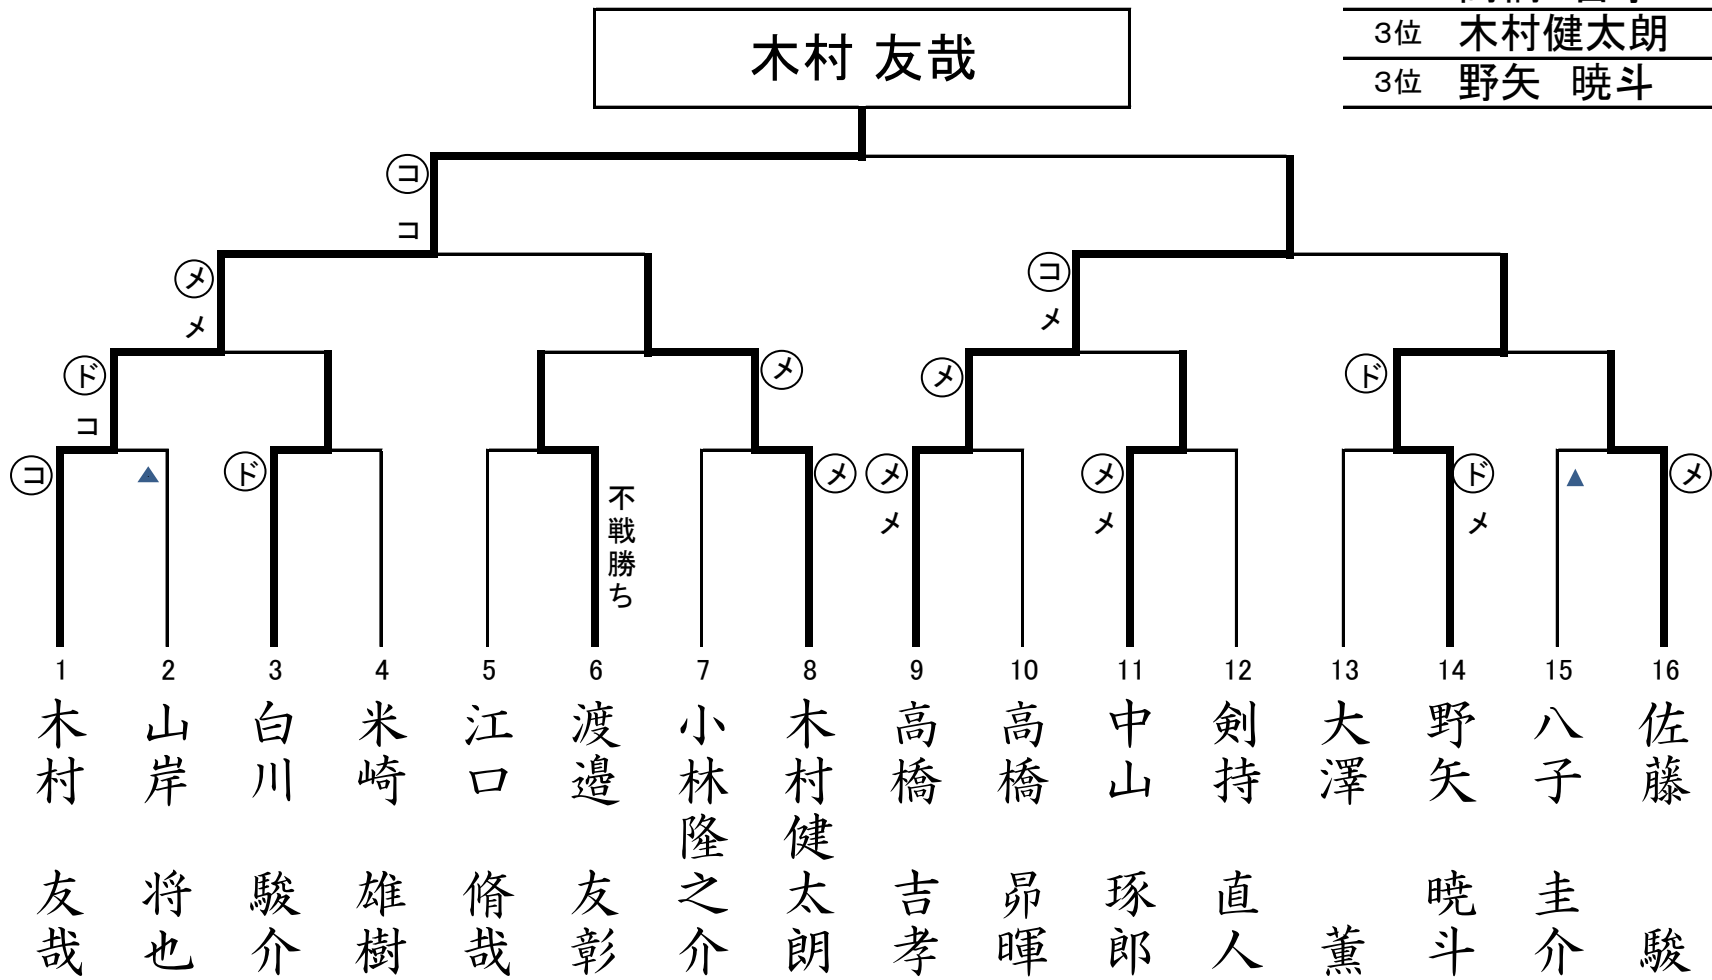 木村 友哉
3位 木村健太朗
3位 野矢 暁斗
㋙
コ
㋱
メ
㋙
メ
ⓓ
コ
㋱
㋱
ド
㋙
▲
ド
不戦勝ち
㋱
㋱
メ
㋱
メ
ド
メ
▲
㋱
1 2 3 4 5 6 7 8 9 10 11 12 13 14 15 16
木村 友哉
山岸 将也
白川 駿介
米崎 雄樹
江口 脩哉
渡邉 友彰
小林隆之介
木村健太朗
高橋 吉孝
高橋 昴暉
中山 琢郎
剣持 直人
大澤 薫
野矢 暁斗
八子 圭介
佐藤 駿